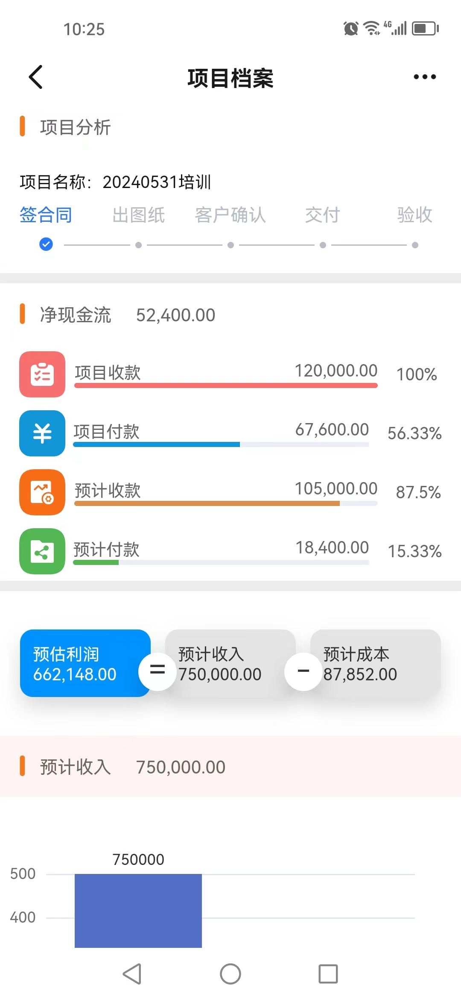 10:25
4G
项目档案
项目分析
项目名称：20240531培训
签合同 出图纸 客户确认 交付 验收
净现金流 52,400.00
项目收款 120,000.00 100%
项目付款 67,600.00 56.33%
预计收款 105,000.00 87.5%
预计付款 18,400.00 15.33%
预估利润 预计收入 预计成本
662,148.00 = 750,000.00 - 87,852.00
预计收入 750,000.00
750000
500
400